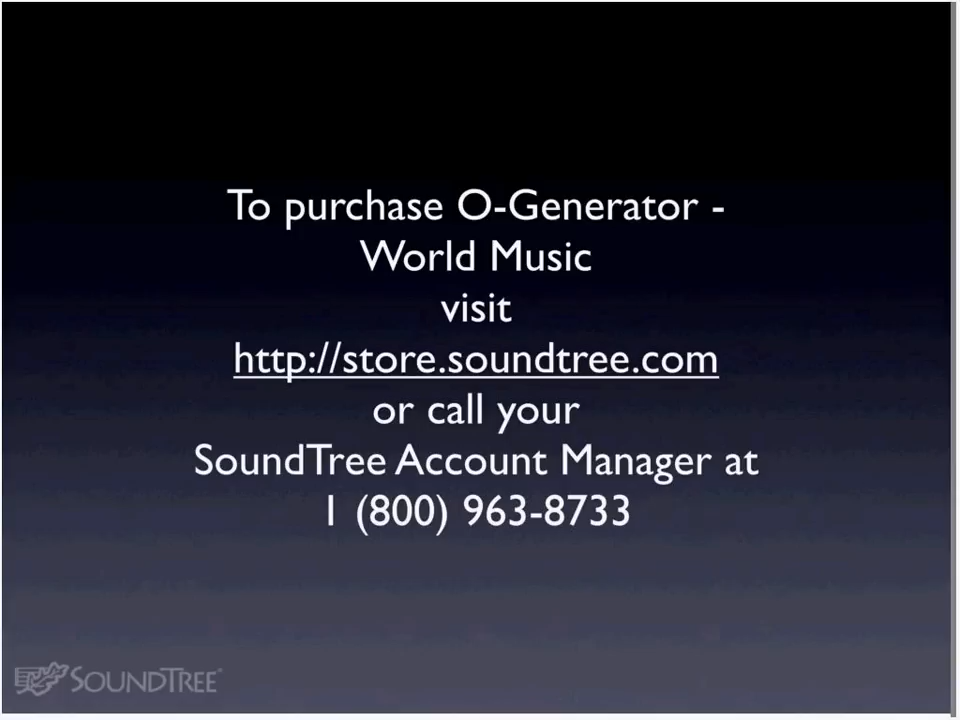 To purchase O-Generator -
World Music
visit
http://store.soundtree.com
or call your
SoundTree Account Manager at
1 (800) 963-8733
SOUNDTREE